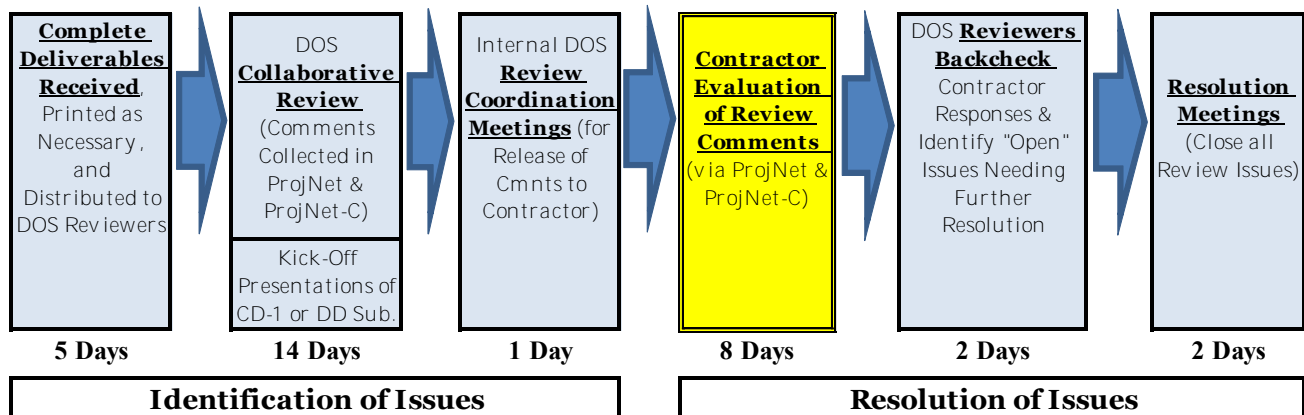 Complete
Deliverables
Received,
Printed as
Necessary,
and
Distributed to
DOS Reviewers
DOS
Collaborative
Review
(Comments
Collected in
ProjNet &
ProjNet-C)
Kick-Off
Presentations of
CD-1 or DD Sub.
Internal DOS
Review
Coordination
Meetings (for
Release of
Cmnts to
Contractor)
Contractor
Evaluation
of Review
Comments
(via ProjNet &
ProjNet-C)
DOS Reviewers
Backcheck
Contractor
Responses &
Identify "Open"
Issues Needing
Further
Resolution
Resolution
Meetings
(Close all
Review Issues)
5 Days
14 Days
1 Day
8 Days
2 Days
2 Days
Identification of Issues
Resolution of Issues